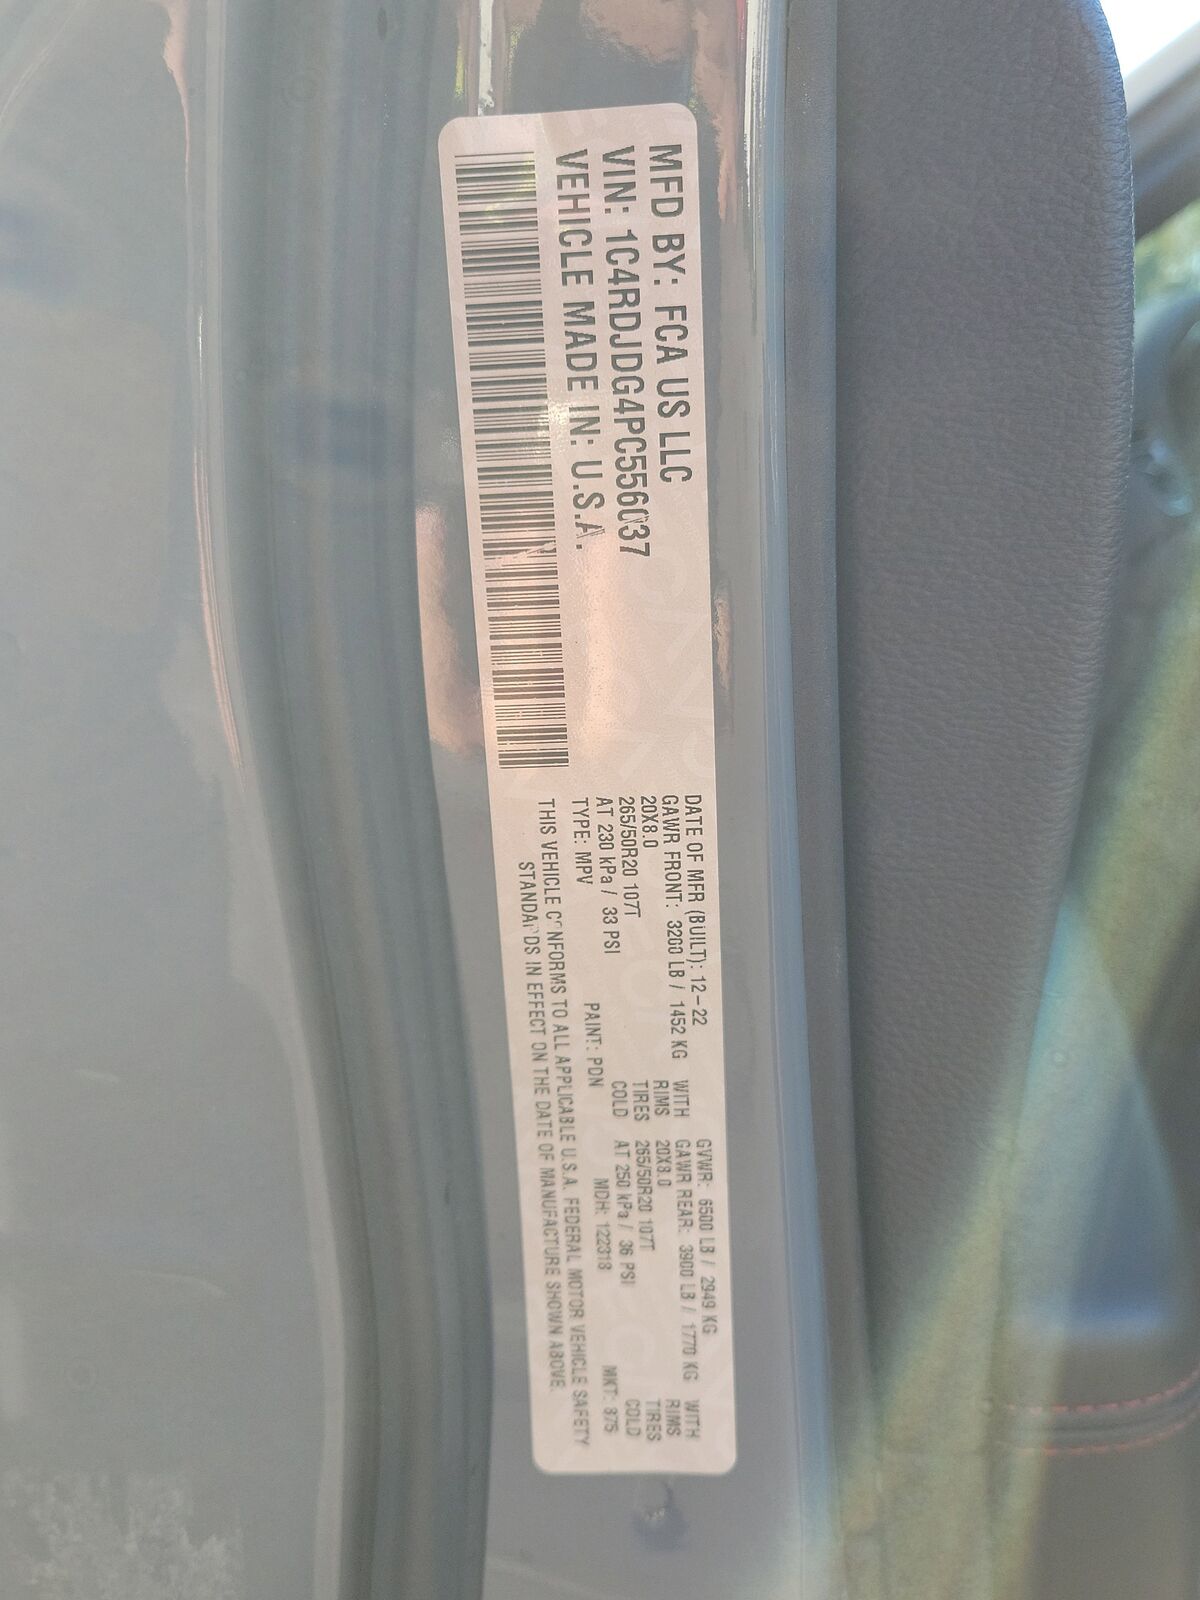 MFD BY: FCA US LLC
VIN: 1C4RDJDG4PC556037
VEHICLE MADE IN: U.S.A.
DATE OF MFR (BUILT): 12-22
GVWR: 6500 LB / 2949 KG
GAWR FRONT: 3200 LB / 1452 KG WITH
GAWR REAR: 3900 LB / 1770 KG WITH
20X8.0 RIMS
20X8.0 RIMS
265/50R20 107T TIRES
265/50R20 107T TIRES
AT 230 kPa / 33 PSI COLD
AT 250 kPa / 36 PSI COLD
TYPE: MPV PAINT: PDN MDH: 122318 MKT: 875
THIS VEHICLE CONFORMS TO ALL APPLICABLE U.S.A. FEDERAL MOTOR VEHICLE SAFETY
STANDARDS IN EFFECT ON THE DATE OF MANUFACTURE SHOWN ABOVE.